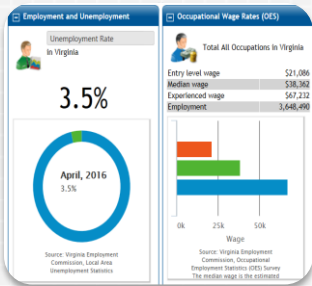 Employment and Unemployment
Unemployment Rate
In Virginia
3.5%
April, 2016
3.5%
Source: Virginia Employment
Commission, Local Area
Unemployment Statistics
Occupational Wage Rates (OES)
Total All Occupations in Virginia
Entry level wage $21,086
Median wage $38,362
Experienced wage $67,232
Employment 3,648,490
0k 25k 50k
Wage
Source: Virginia Employment
Commission, Occupational
Employment Statistics (OES) Survey
The median wage is the estimated